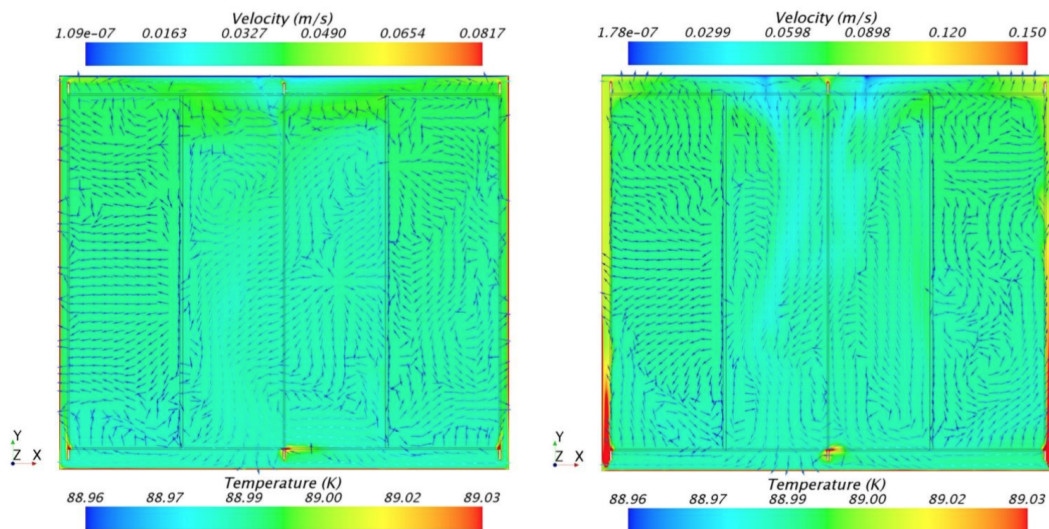 Velocity (m/s)
1.09e-07 0.0163 0.0327 0.0490 0.0654 0.0817
Y
Z X
Temperature (K)
88.96 88.97 88.99 89.00 89.02 89.03
Velocity (m/s)
1.78e-07 0.0299 0.0598 0.0898 0.120 0.150
Y
Z X
Temperature (K)
88.96 88.97 88.99 89.00 89.02 89.03